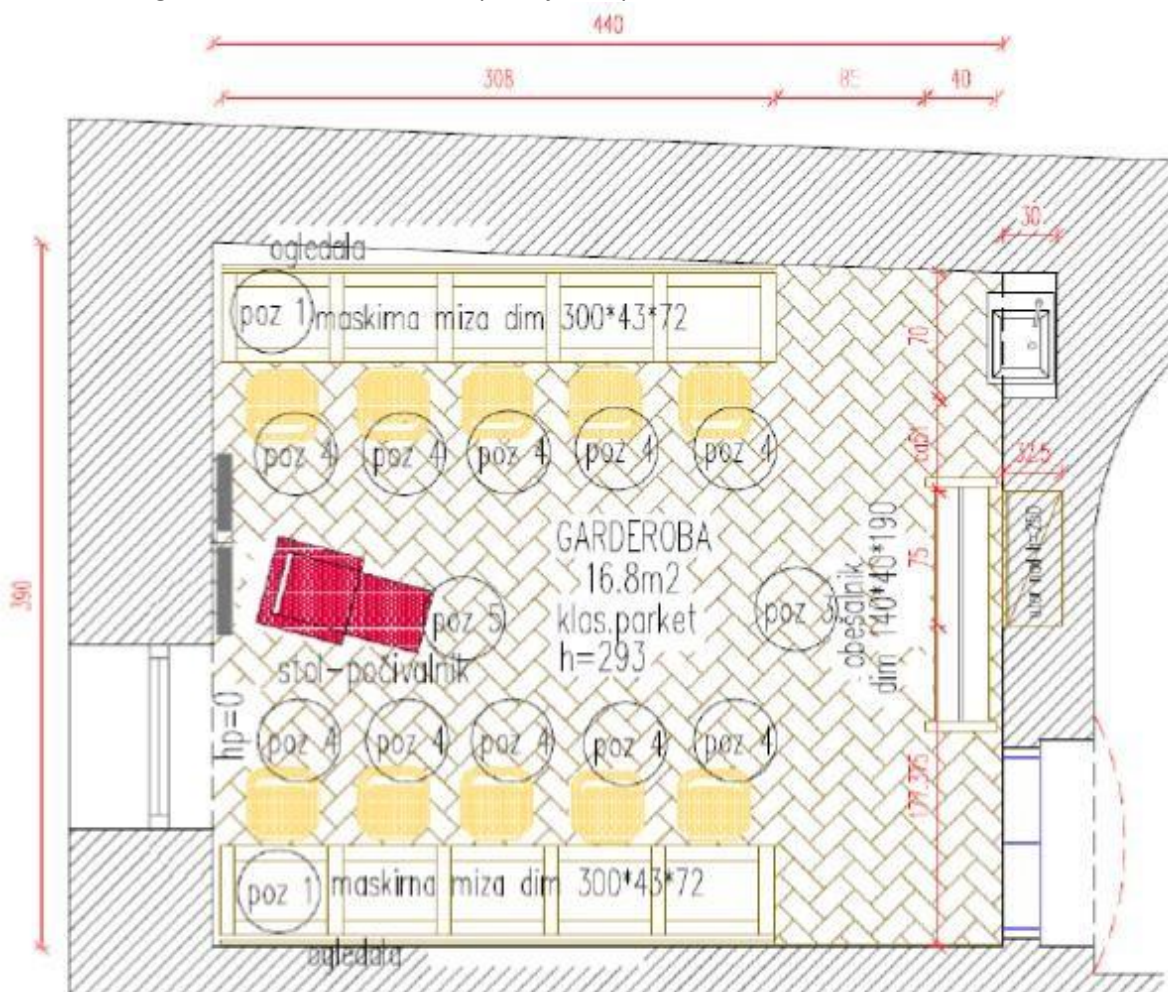 440
308
85
40
30
ogledala
poz 1
maskirna miza dim 300*43*72
70
poz 4
poz 4
poz 4
poz 4
poz 4
32.5
390
GARDEROBA
16.8m2
klas.parket
h=293
75
obešalnik
dim 140*40*190
poz 3
poz 5
stol-počivalnik
hp=0
poz 4
poz 4
poz 4
poz 4
poz 4
177.375
poz 1
maskirna miza dim 300*43*72
ogledala